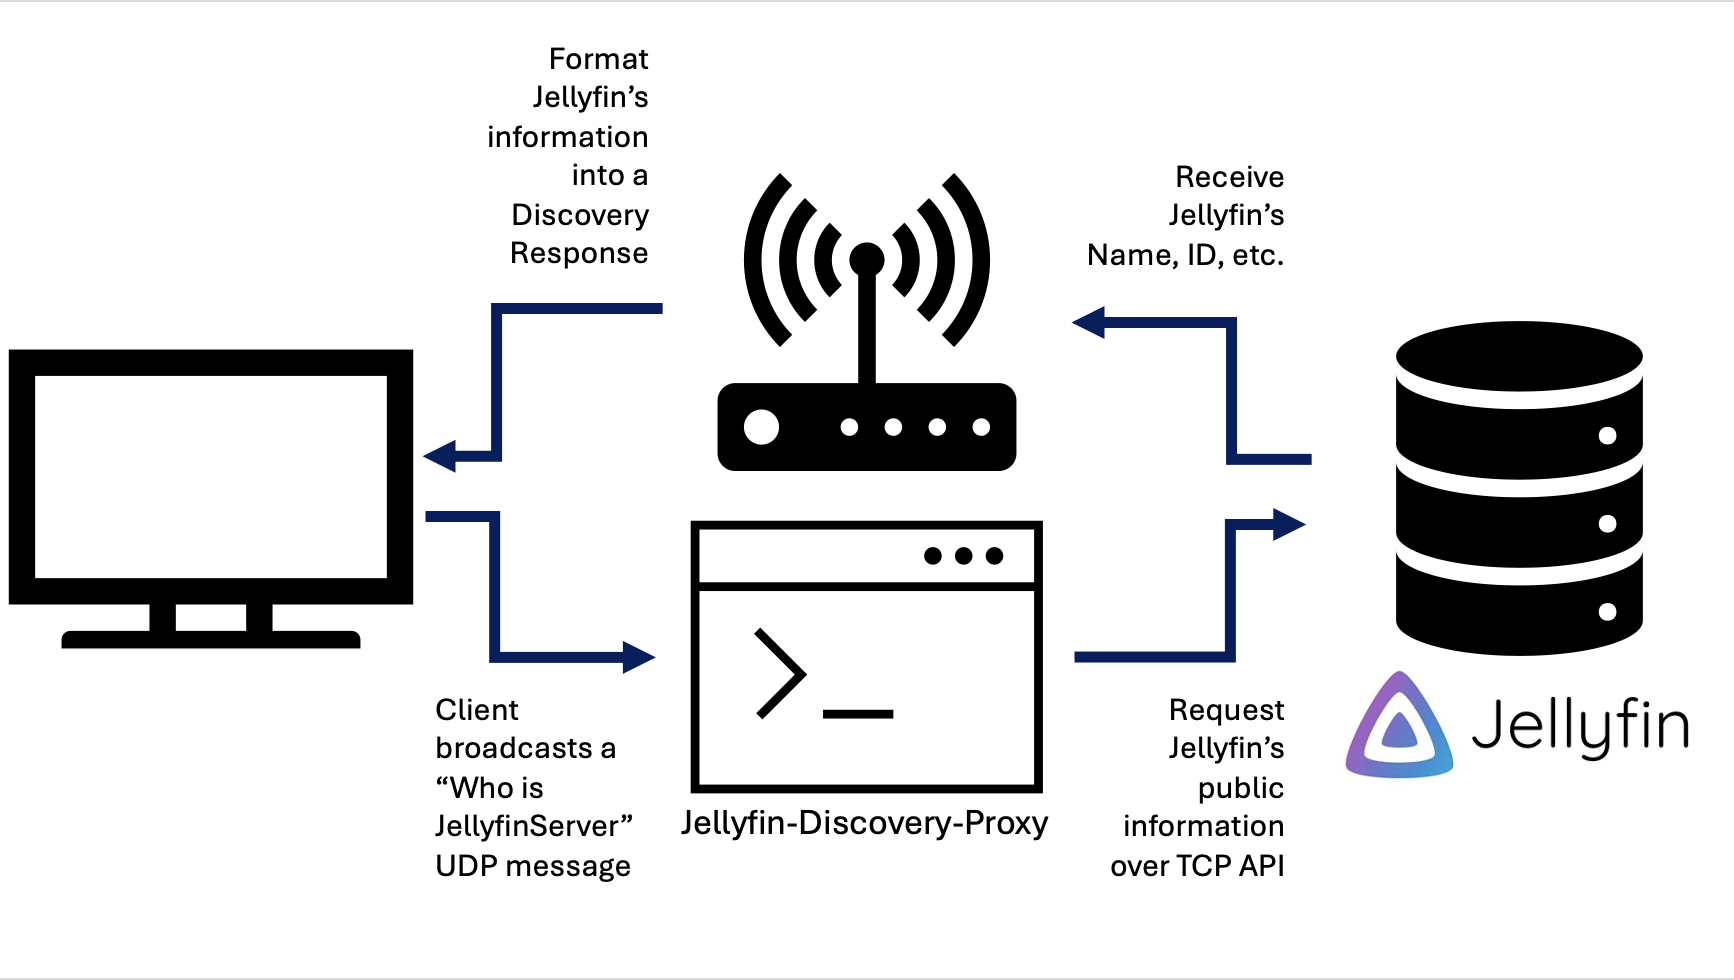 Format
Jellyfin’s
information
into a
Discovery
Response
Receive
Jellyfin’s
Name, ID, etc.
Client
broadcasts a
“Who is
JellyfinServer”
UDP message
Jellyfin-Discovery-Proxy
Request
Jellyfin’s
public
information
over TCP API
Jellyfin